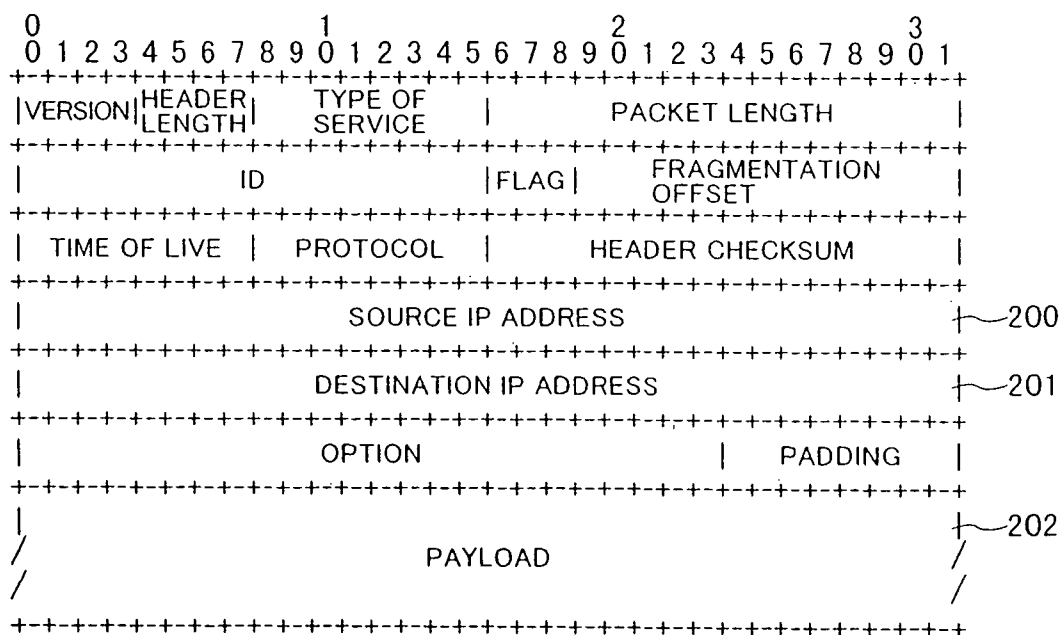 0 1 2 3
0 1 2 3 4 5 6 7 8 9 0 1 2 3 4 5 6 7 8 9 0 1 2 3 4 5 6 7 8 9 0 1
+-+-+-+-+-+-+-+-+-+-+-+-+-+-+-+-+-+-+-+-+-+-+-+-+-+-+-+-+-+-+-+-+
|VERSION|HEADER LENGTH| TYPE OF SERVICE | PACKET LENGTH |
+-+-+-+-+-+-+-+-+-+-+-+-+-+-+-+-+-+-+-+-+-+-+-+-+-+-+-+-+-+-+-+-+
| ID |FLAG| FRAGMENTATION OFFSET |
+-+-+-+-+-+-+-+-+-+-+-+-+-+-+-+-+-+-+-+-+-+-+-+-+-+-+-+-+-+-+-+-+
| TIME OF LIVE | PROTOCOL | HEADER CHECKSUM |
+-+-+-+-+-+-+-+-+-+-+-+-+-+-+-+-+-+-+-+-+-+-+-+-+-+-+-+-+-+-+-+-+
| SOURCE IP ADDRESS | 200
+-+-+-+-+-+-+-+-+-+-+-+-+-+-+-+-+-+-+-+-+-+-+-+-+-+-+-+-+-+-+-+-+
| DESTINATION IP ADDRESS | 201
+-+-+-+-+-+-+-+-+-+-+-+-+-+-+-+-+-+-+-+-+-+-+-+-+-+-+-+-+-+-+-+-+
| OPTION | PADDING |
+-+-+-+-+-+-+-+-+-+-+-+-+-+-+-+-+-+-+-+-+-+-+-+-+-+-+-+-+-+-+-+-+
| | 202
/ PAYLOAD /
/ /
+-+-+-+-+-+-+-+-+-+-+-+-+-+-+-+-+-+-+-+-+-+-+-+-+-+-+-+-+-+-+-+-+